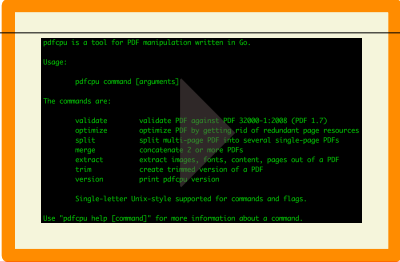 pdfcpu is a tool for PDF manipulation written in Go.
Usage:
pdfcpu command [arguments]
The commands are:
validate validate PDF against PDF 32000-1:2008 (PDF 1.7)
optimize optimize PDF by getting rid of redundant page resources
split split multi-page PDF into several single-page PDFs
merge concatenate 2 or more PDFs
extract extract images, fonts, content, pages out of a PDF
trim create trimmed version of a PDF
version print pdfcpu version
Single-letter Unix-style supported for commands and flags.
Use "pdfcpu help [command]" for more information about a command.